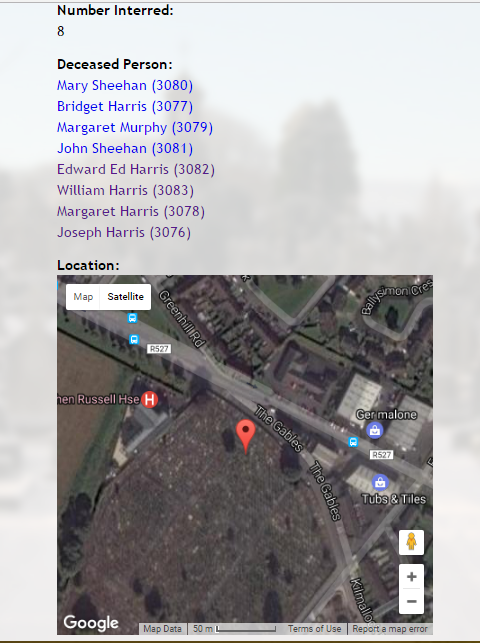 Number Interred:
8
Deceased Person:
Mary Sheehan (3080)
Bridget Harris (3077)
Margaret Murphy (3079)
John Sheehan (3081)
Edward Ed Harris (3082)
William Harris (3083)
Margaret Harris (3078)
Joseph Harris (3076)
Location:
Map Satellite
Greenhill Rd
Ballysimon Cres
R527
hen Russell Hse H
The Gables
Ger malone
R527
The Gables
Tubs & Tiles
Kilmallo
+
−
Google
Map Data 50 m Terms of Use Report a map error